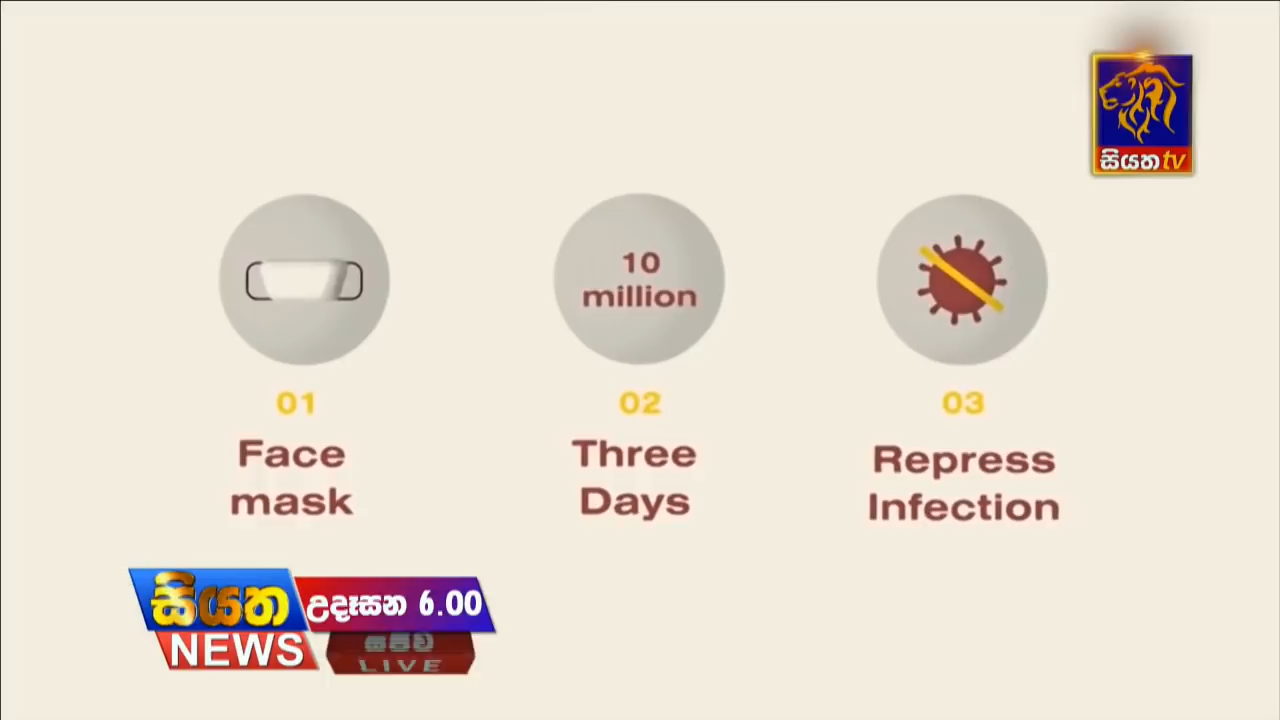 සියත tv
10
million
01
02
03
Face
mask
Three
Days
Repress
Infection
සියත
NEWS
උදෑසන 6.00
සජීව
LIVE